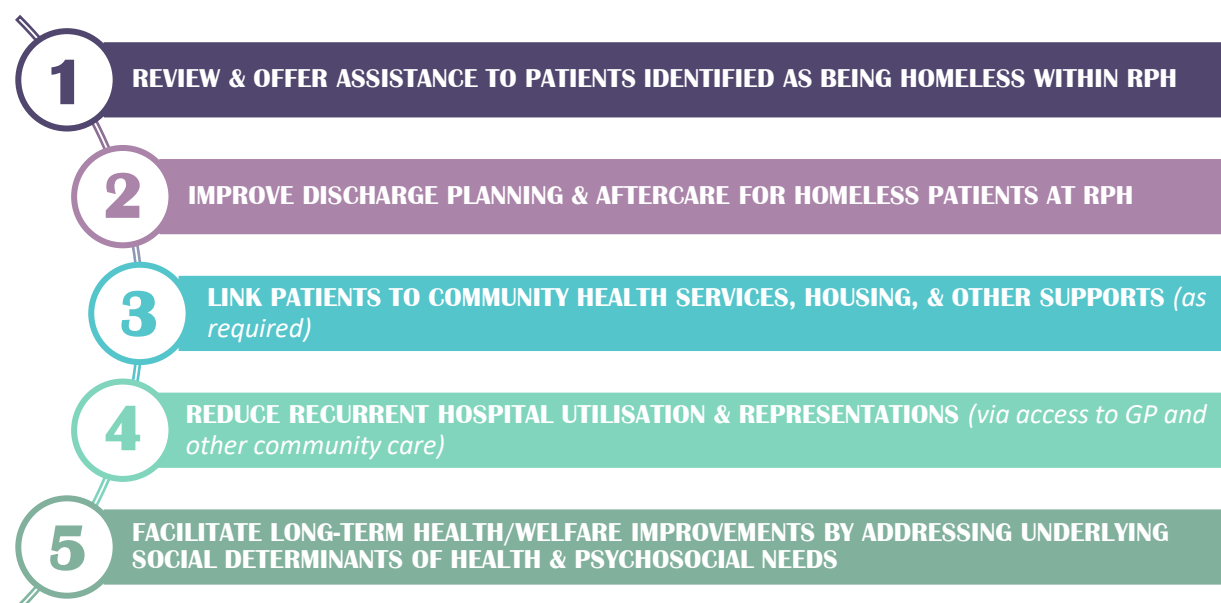 1
REVIEW & OFFER ASSISTANCE TO PATIENTS IDENTIFIED AS BEING HOMELESS WITHIN RPH
2
IMPROVE DISCHARGE PLANNING & AFTERCARE FOR HOMELESS PATIENTS AT RPH
3
LINK PATIENTS TO COMMUNITY HEALTH SERVICES, HOUSING, & OTHER SUPPORTS (as
required)
4
REDUCE RECURRENT HOSPITAL UTILISATION & REPRESENTATIONS (via access to GP and
other community care)
5
FACILITATE LONG-TERM HEALTH/WELFARE IMPROVEMENTS BY ADDRESSING UNDERLYING
SOCIAL DETERMINANTS OF HEALTH & PSYCHOSOCIAL NEEDS